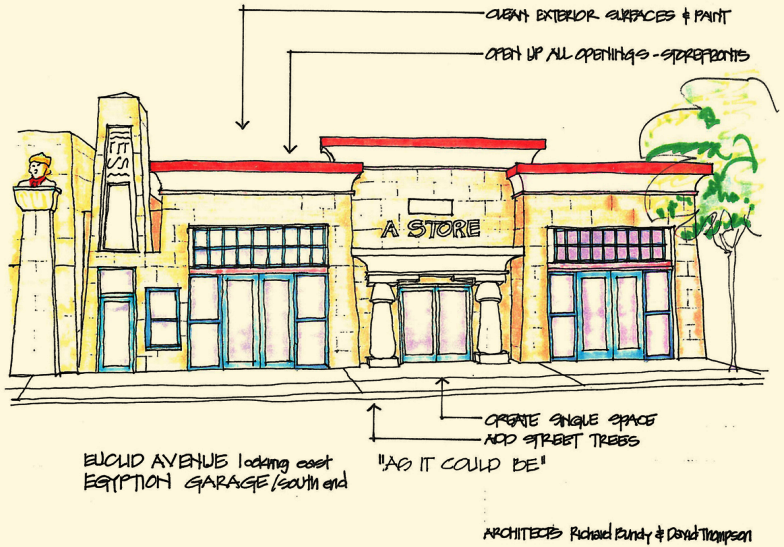 CLEAN EXTERIOR SURFACES & PAINT
OPEN UP ALL OPENINGS - STOREFRONTS
A STORE
CREATE SINGLE SPACE
ADD STREET TREES
EUCLID AVENUE looking east
EGYPTION GARAGE/south end
"AS IT COULD BE"
ARCHITECTS Richard Bundy & David Thompson